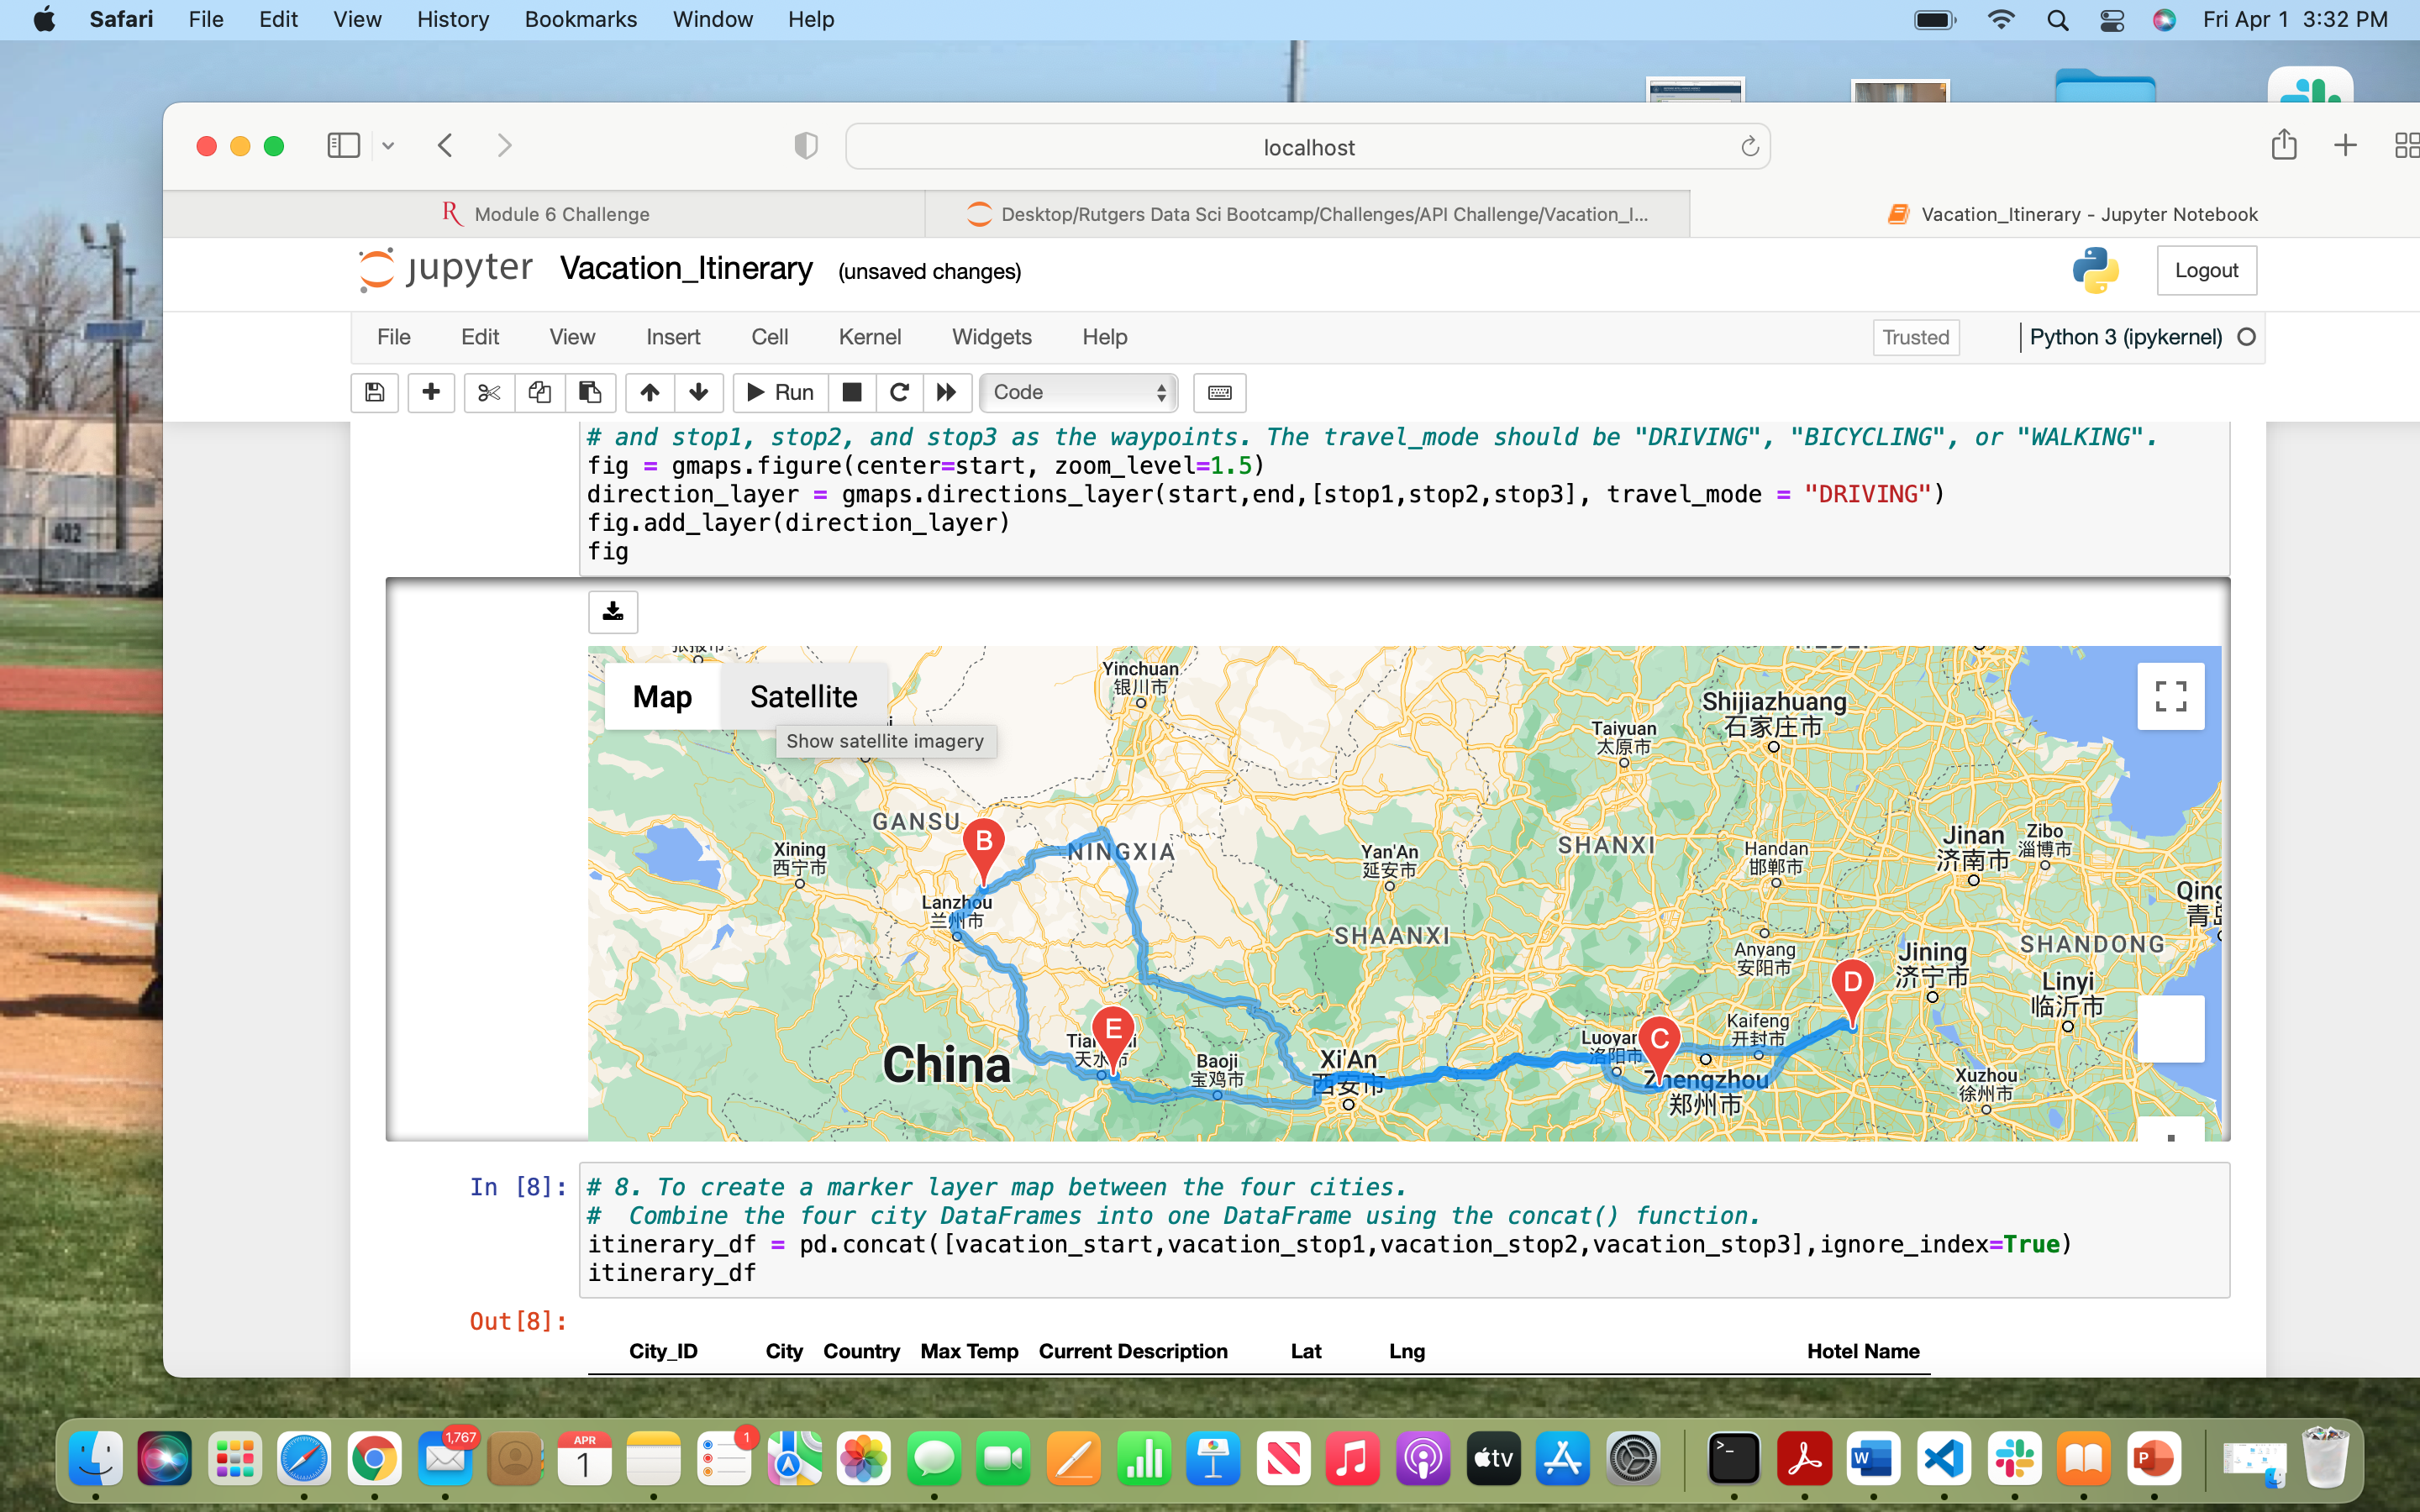 Safari File Edit View History Bookmarks Window Help Fri Apr 1 3:32 PM
localhost
R Module 6 Challenge
Desktop/Rutgers Data Sci Bootcamp/Challenges/API Challenge/Vacation_I...
Vacation_Itinerary - Jupyter Notebook
jupyter Vacation_Itinerary (unsaved changes)
Logout
File Edit View Insert Cell Kernel Widgets Help
Trusted
Python 3 (ipykernel)
Run
Code
# and stop1, stop2, and stop3 as the waypoints. The travel_mode should be "DRIVING", "BICYCLING", or "WALKING".
fig = gmaps.figure(center=start, zoom_level=1.5)
direction_layer = gmaps.directions_layer(start,end,[stop1,stop2,stop3], travel_mode = "DRIVING")
fig.add_layer(direction_layer)
fig
Map
Satellite
Show satellite imagery
Yinchuan
银川市
Shijiazhuang
石家庄市
Taiyuan
太原市
GANSU
B
NINGXIA
Xining
西宁市
Yan'An
延安市
SHANXI
Handan
邯郸市
Jinan
济南市
Zibo
淄博市
Lanzhou
兰州市
SHAANXI
Anyang
安阳市
Jining
济宁市
SHANDONG
Linyi
临沂市
D
China
E
天水市
Baoji
宝鸡市
Xi'An
西安市
洛阳市
C
Kaifeng
开封市
Zhengzhou
郑州市
Xuzhou
徐州市
In [8]:
# 8. To create a marker layer map between the four cities.
#  Combine the four city DataFrames into one DataFrame using the concat() function.
itinerary_df = pd.concat([vacation_start,vacation_stop1,vacation_stop2,vacation_stop3],ignore_index=True)
itinerary_df
Out[8]:
City_ID City Country Max Temp Current Description Lat Lng Hotel Name
1,767
APR
1
1
tv
W
P
402